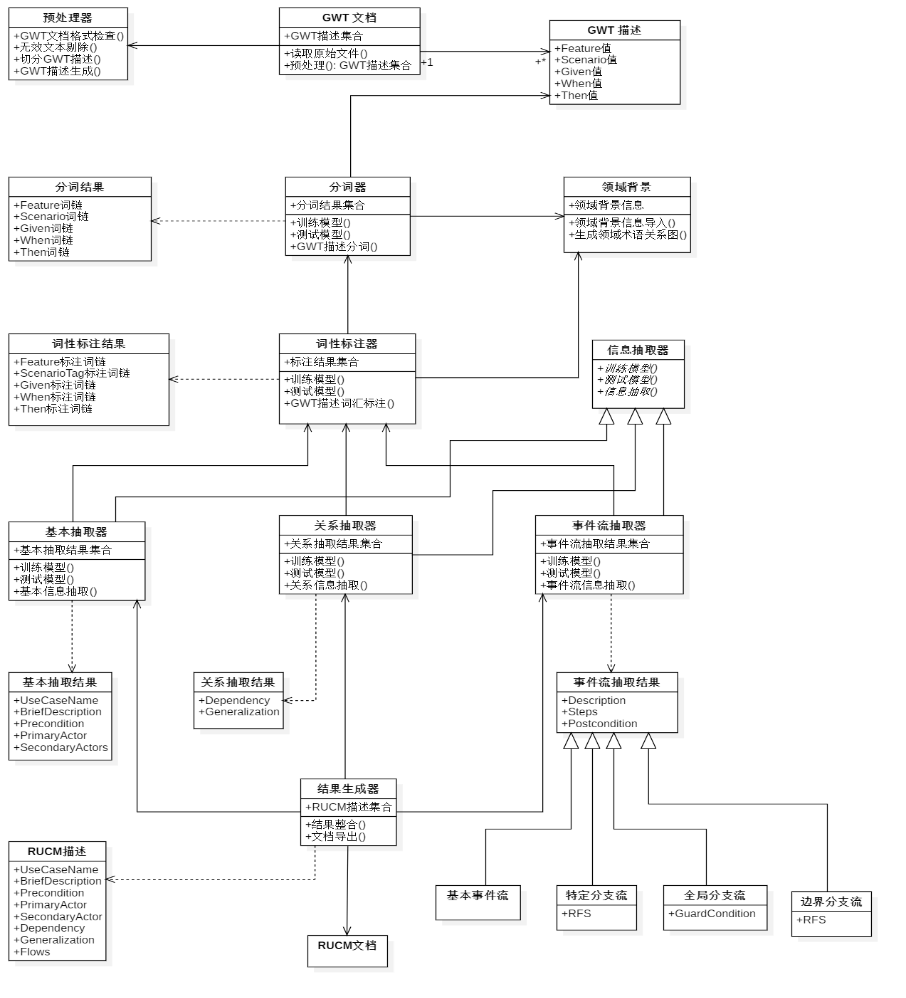 预处理器
+GWT文档格式检查()
+无效文本剔除()
+切分GWT描述()
+GWT描述生成()
GWT 文档
+GWT描述集合
+读取原始文件()
+预处理(): GWT描述集合
+1
+*
GWT 描述
+Feature值
+Scenario值
+Given值
+When值
+Then值
分词结果
+Feature词链
+Scenario词链
+Given词链
+When词链
+Then词链
分词器
+分词结果集合
+训练模型()
+测试模型()
+GWT描述分词()
领域背景
+领域背景信息
+领域背景信息导入()
+生成领域术语关系图()
词性标注结果
+Feature标注词链
+ScenarioTag标注词链
+Given标注词链
+When标注词链
+Then标注词链
词性标注器
+标注结果集合
+训练模型()
+测试模型()
+GWT描述词汇标注()
信息抽取器
+训练模型()
+测试模型()
+信息抽取()
基本抽取器
+基本抽取结果集合
+训练模型()
+测试模型()
+基本信息抽取()
关系抽取器
+关系抽取结果集合
+训练模型()
+测试模型()
+关系信息抽取()
事件流抽取器
+事件流抽取结果集合
+训练模型()
+测试模型()
+事件流信息抽取()
基本抽取结果
+UseCaseName
+BriefDescription
+Precondition
+PrimaryActor
+SecondaryActors
关系抽取结果
+Dependency
+Generalization
事件流抽取结果
+Description
+Steps
+Postcondition
结果生成器
+RUCM描述集合
+结果整合()
+文档导出()
RUCM描述
+UseCaseName
+BriefDescription
+Precondition
+PrimaryActor
+SecondaryActor
+Dependency
+Generalization
+Flows
RUCM文档
基本事件流
特定分支流
+RFS
全局分支流
+GuardCondition
边界分支流
+RFS